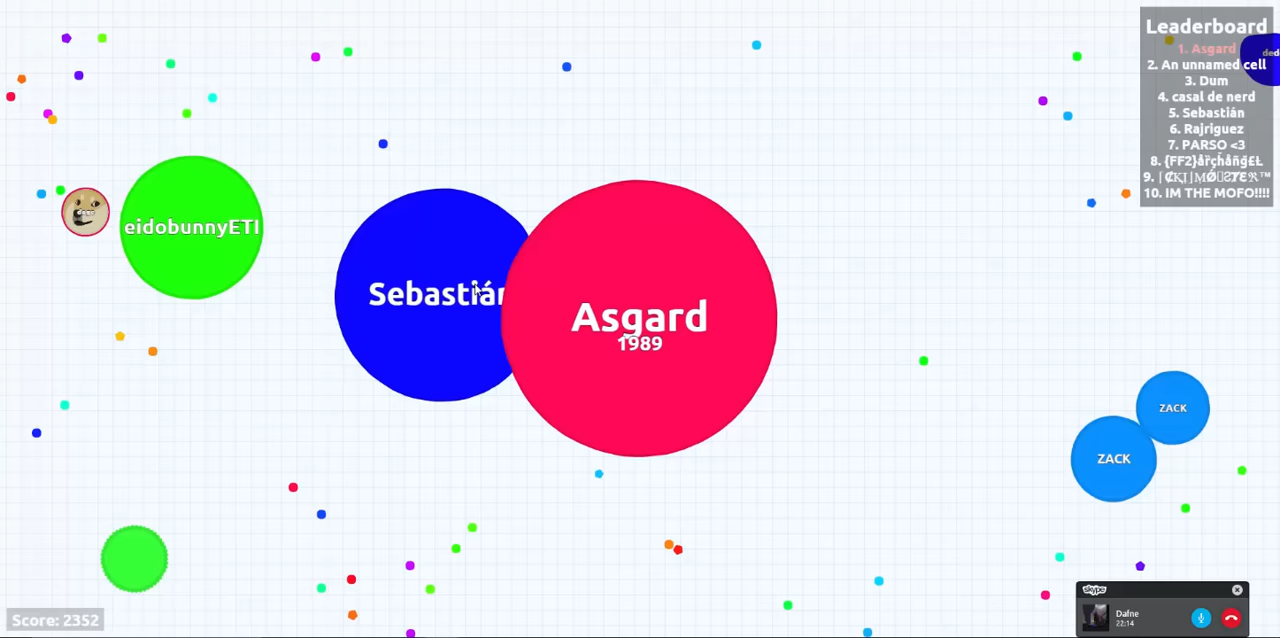 Leaderboard
1. Asgard
2. An unnamed cell
3. Dum
4. casal de nerd
5. Sebastián
6. Rajriguez
7. PARSO <3
10. IM THE MOFO!!!!
eidobunnyETI
Sebastián
Asgard
1989
ZACK
ZACK
Score: 2352
skype
Dafne
22:14